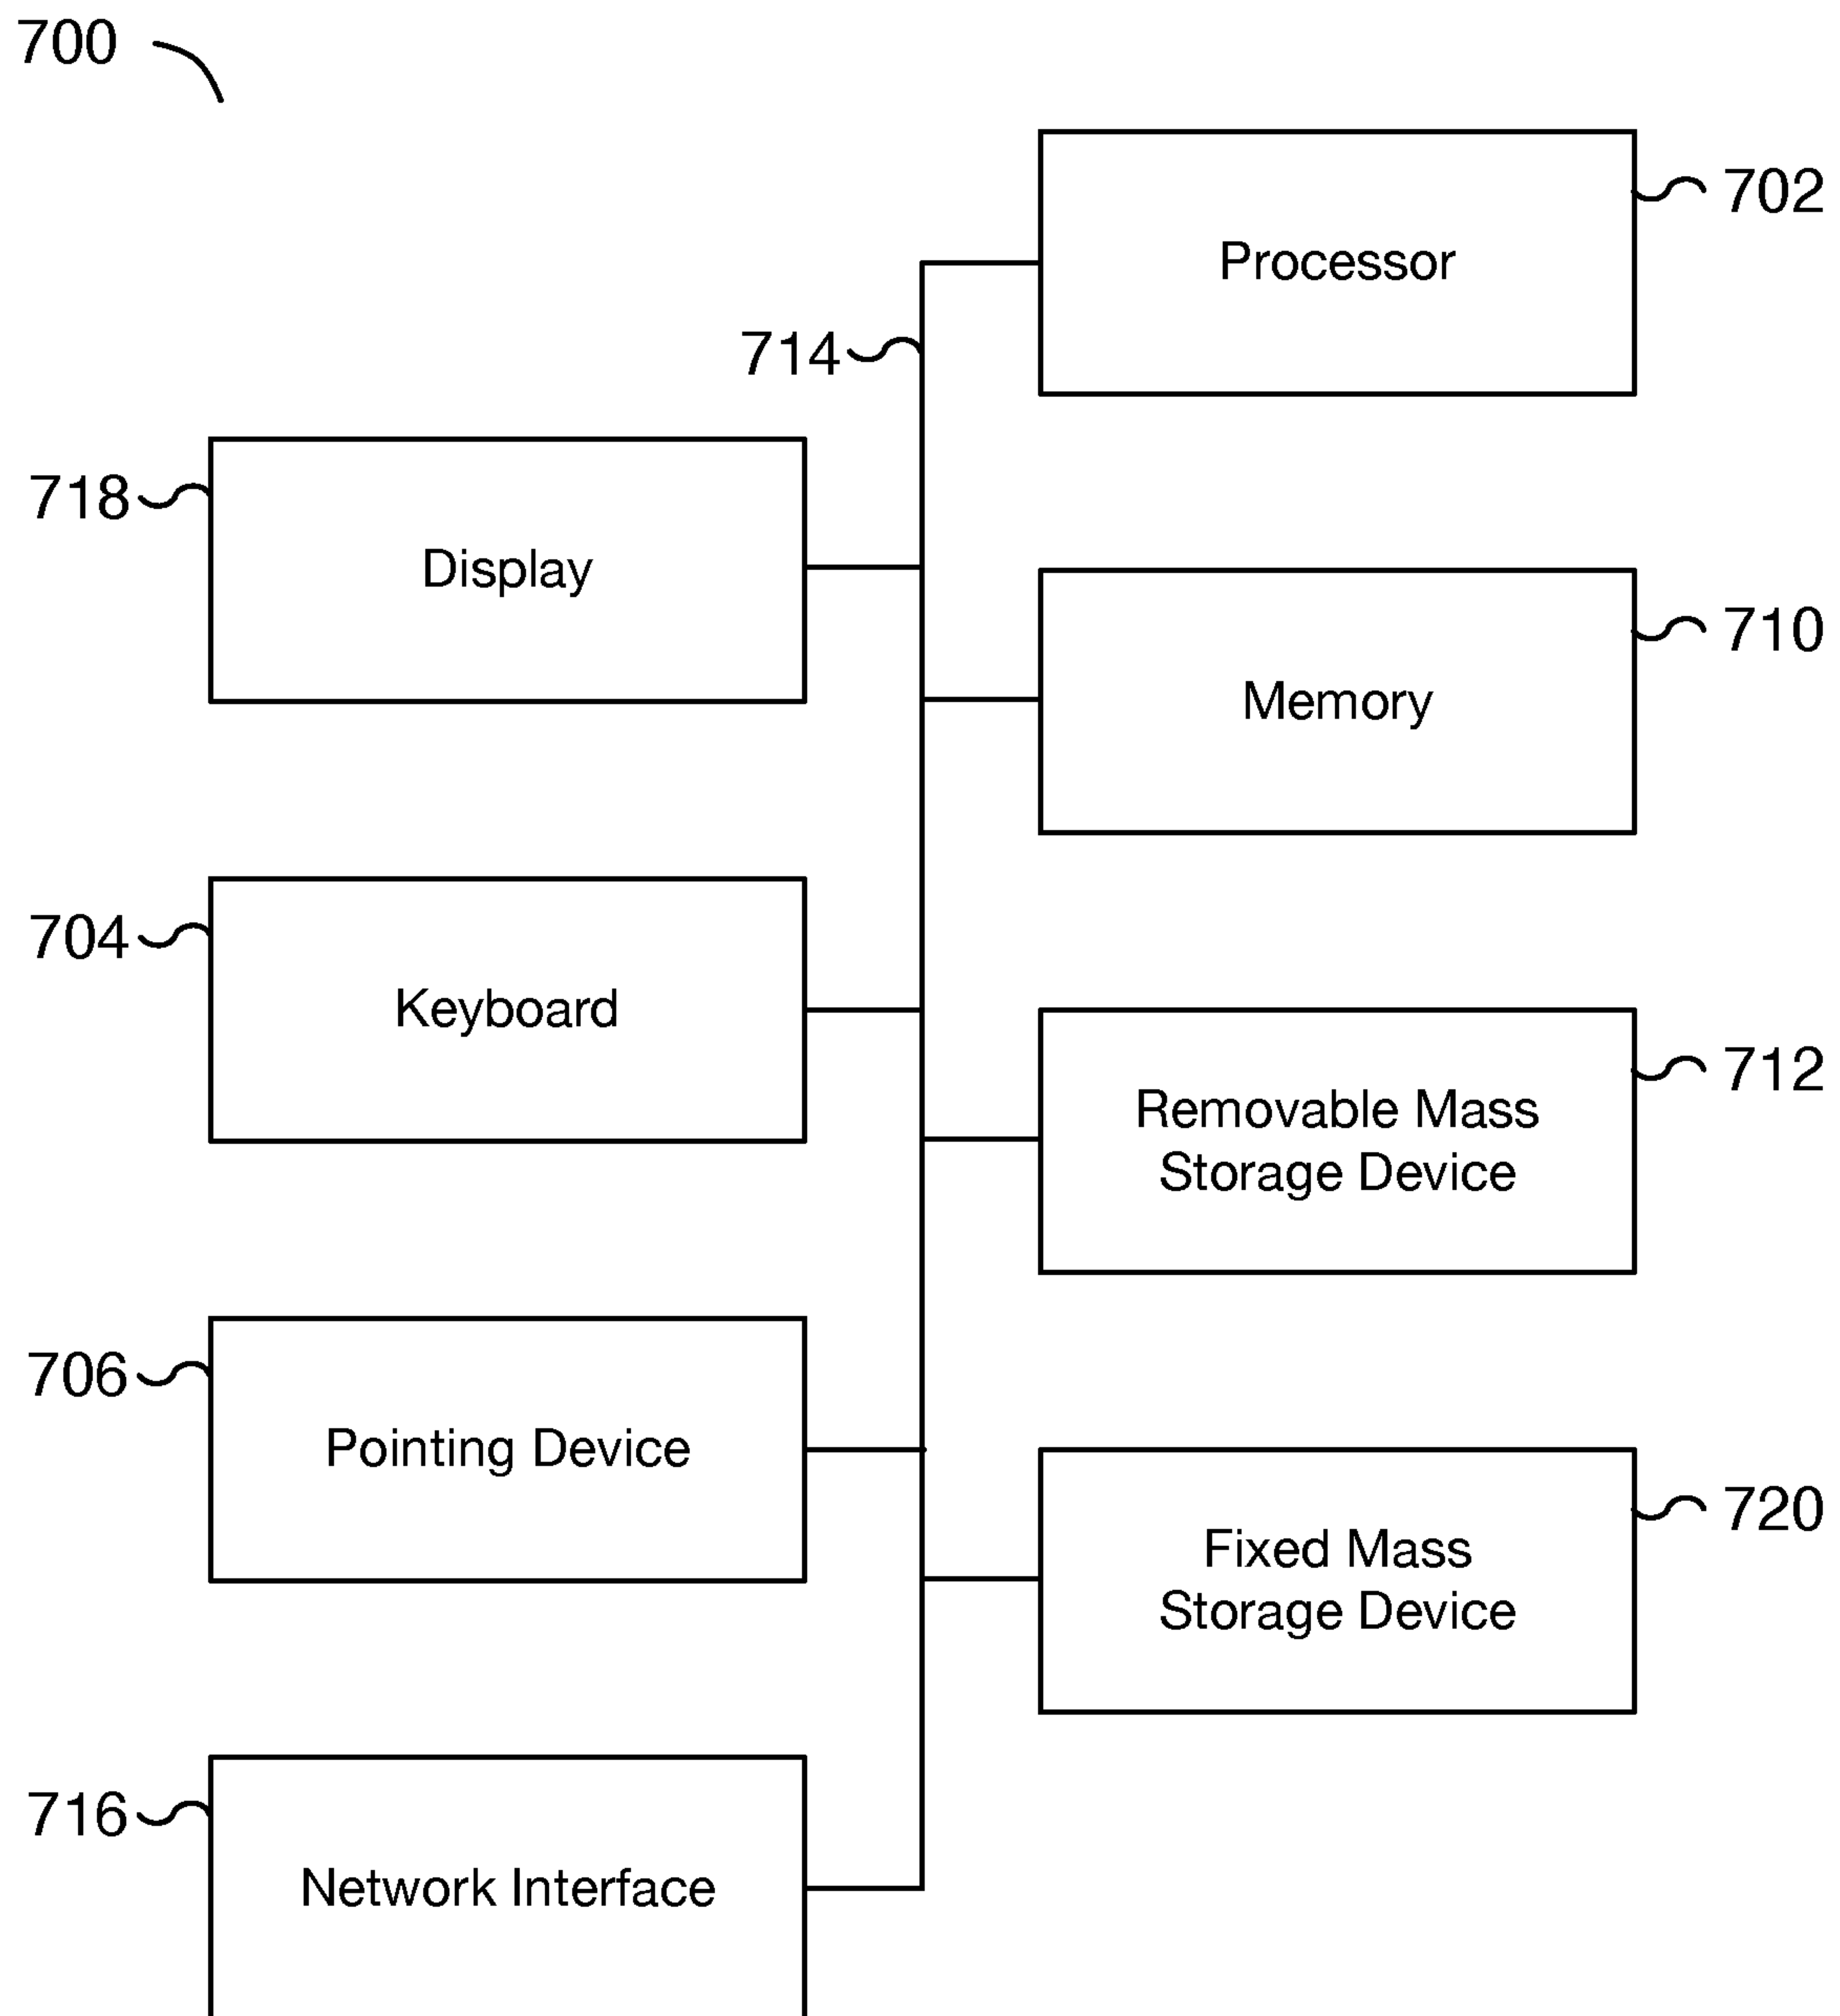 700
702
Processor
714
718
Display
710
Memory
704
Keyboard
712
Removable Mass
Storage Device
706
Pointing Device
720
Fixed Mass
Storage Device
716
Network Interface